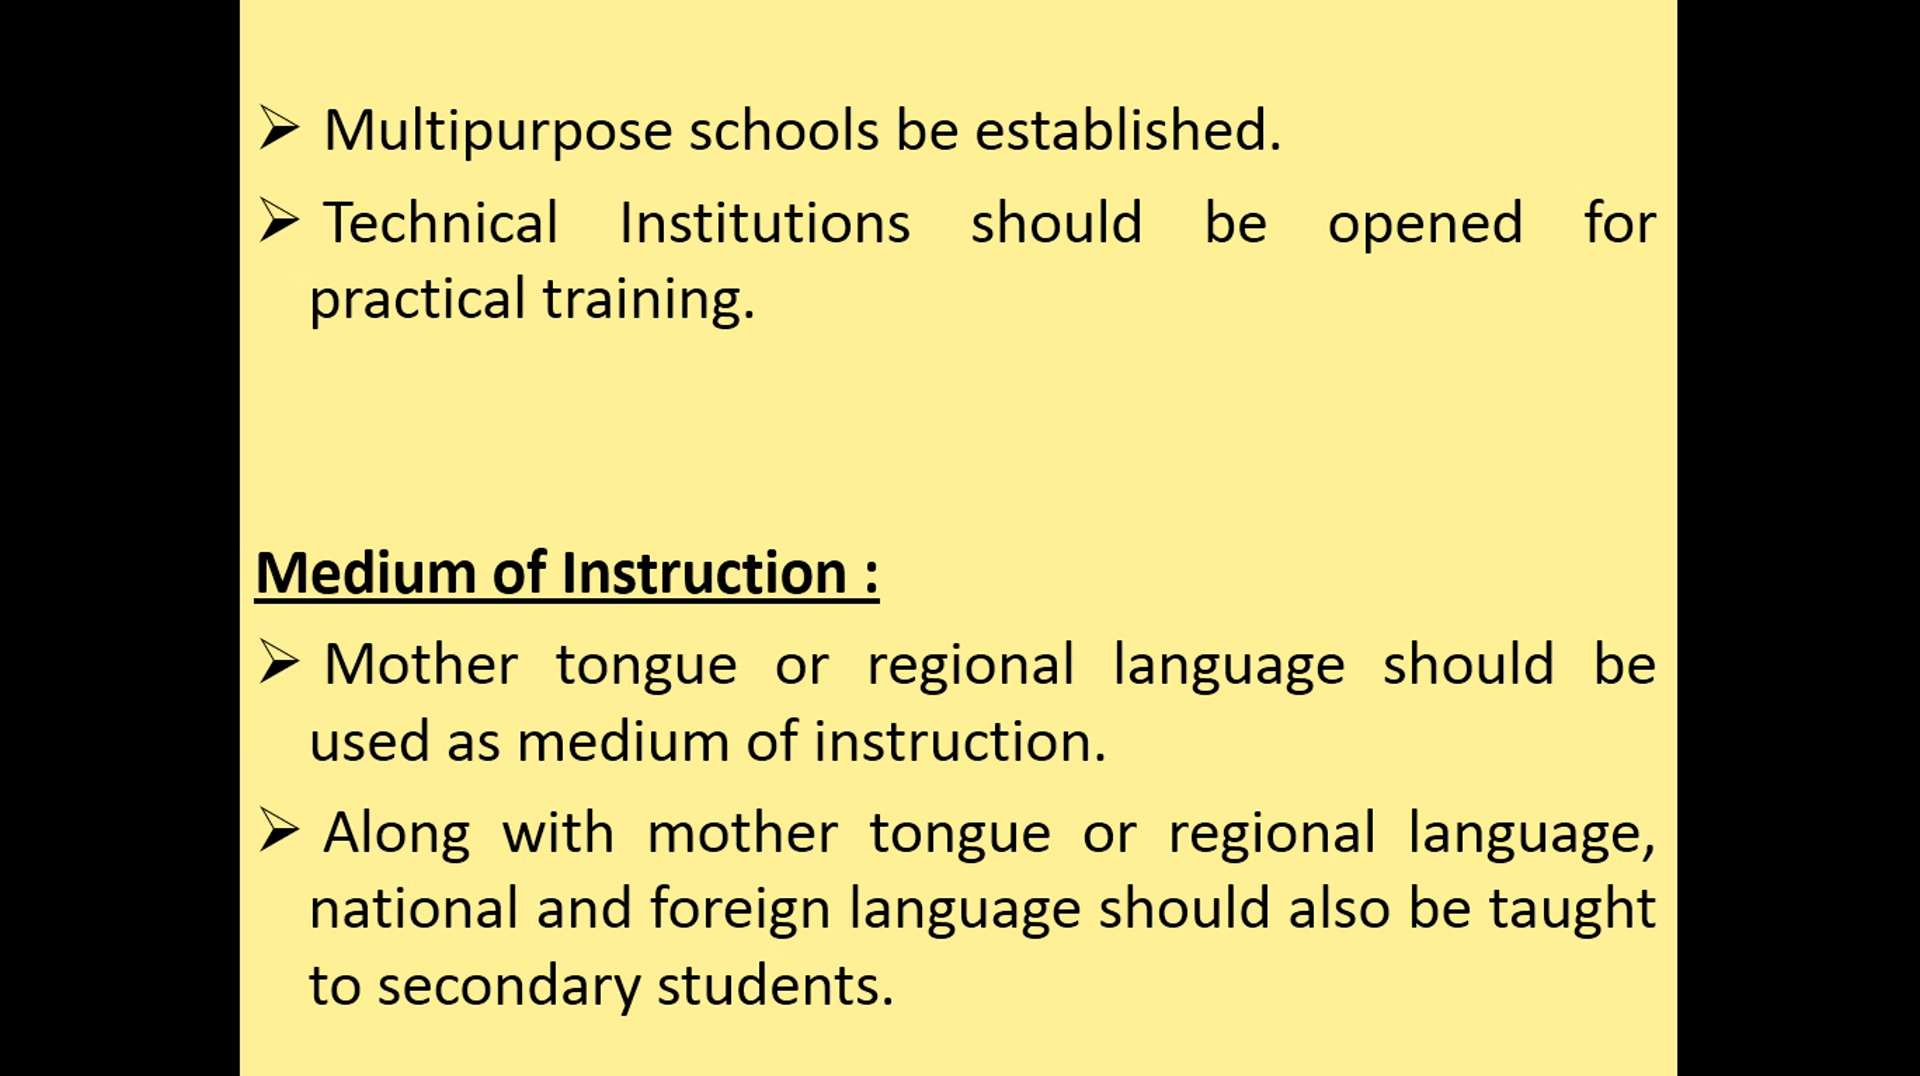 ➢ Multipurpose schools be established.
➢ Technical Institutions should be opened for
practical training.
Medium of Instruction :
➢ Mother tongue or regional language should be
used as medium of instruction.
➢ Along with mother tongue or regional language,
national and foreign language should also be taught
to secondary students.